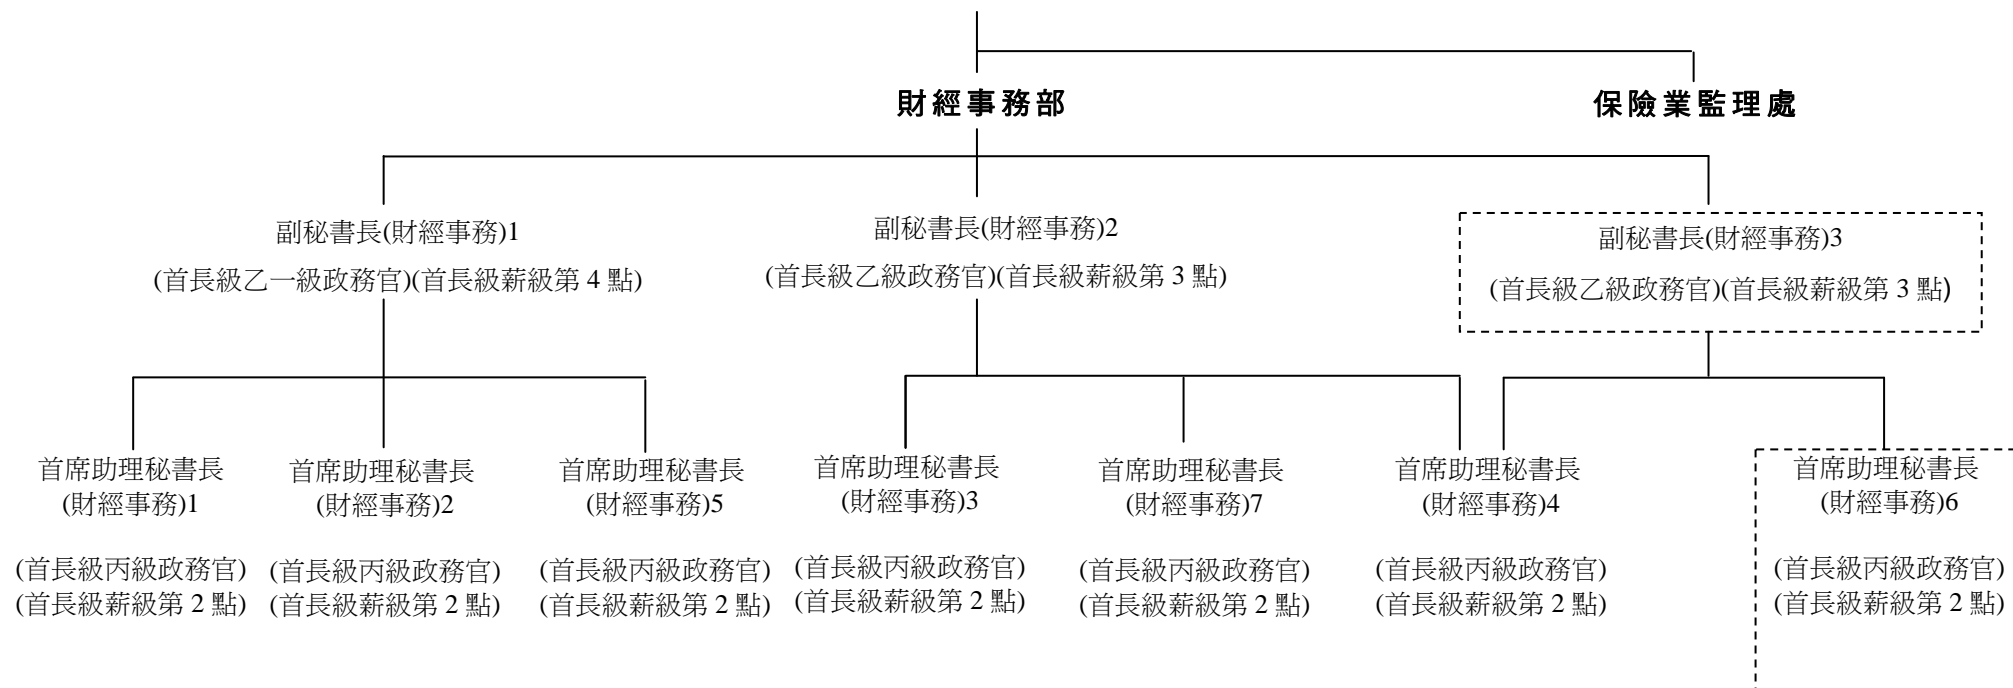 財經事務部
保險業監理處
副秘書長(財經事務)1
(首長級乙一級政務官)(首長級薪級第 4 點)
副秘書長(財經事務)2
(首長級乙級政務官)(首長級薪級第 3 點)
副秘書長(財經事務)3
(首長級乙級政務官)(首長級薪級第 3 點)
首席助理秘書長
(財經事務)1
(首長級丙級政務官)
(首長級薪級第 2 點)
首席助理秘書長
(財經事務)2
(首長級丙級政務官)
(首長級薪級第 2 點)
首席助理秘書長
(財經事務)5
(首長級丙級政務官)
(首長級薪級第 2 點)
首席助理秘書長
(財經事務)3
(首長級丙級政務官)
(首長級薪級第 2 點)
首席助理秘書長
(財經事務)7
(首長級丙級政務官)
(首長級薪級第 2 點)
首席助理秘書長
(財經事務)4
(首長級丙級政務官)
(首長級薪級第 2 點)
首席助理秘書長
(財經事務)6
(首長級丙級政務官)
(首長級薪級第 2 點)